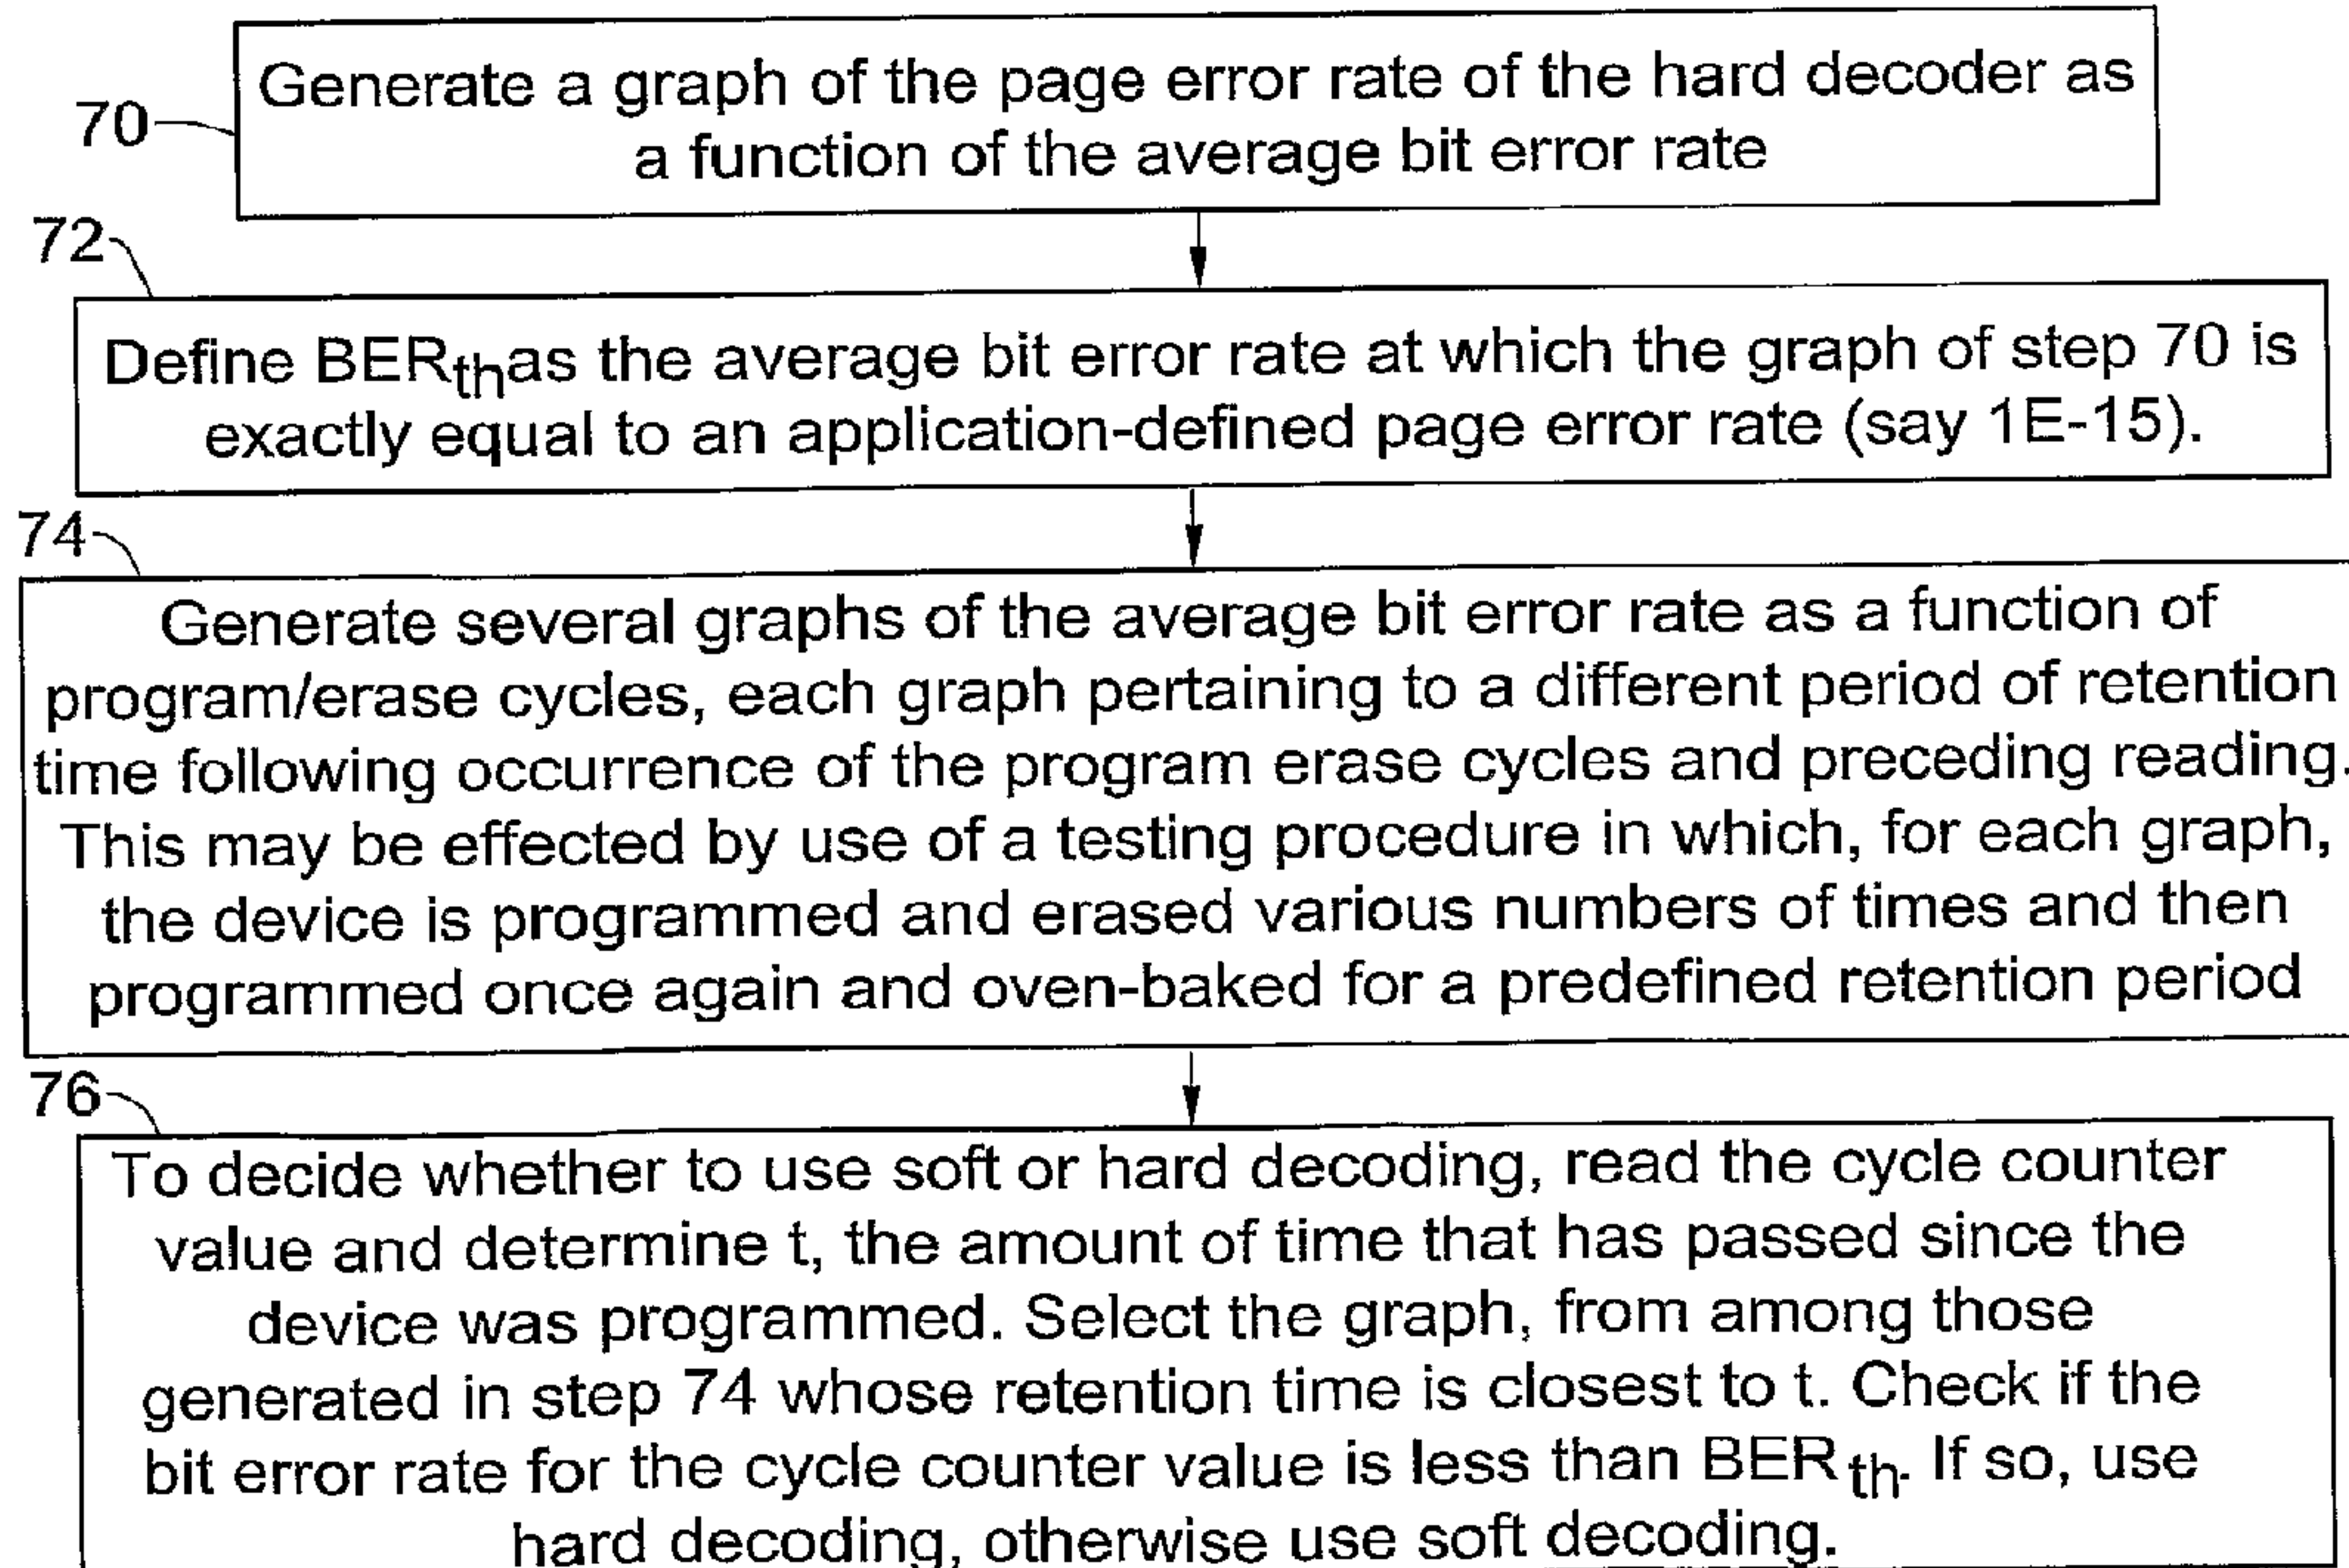 70
Generate a graph of the page error rate of the hard decoder as
a function of the average bit error rate
72
Define BERth as the average bit error rate at which the graph of step 70 is
exactly equal to an application-defined page error rate (say 1E-15).
74
Generate several graphs of the average bit error rate as a function of
program/erase cycles, each graph pertaining to a different period of retention
time following occurrence of the program erase cycles and preceding reading.
This may be effected by use of a testing procedure in which, for each graph,
the device is programmed and erased various numbers of times and then
programmed once again and oven-baked for a predefined retention period
76
To decide whether to use soft or hard decoding, read the cycle counter
value and determine t, the amount of time that has passed since the
device was programmed. Select the graph, from among those
generated in step 74 whose retention time is closest to t. Check if the
bit error rate for the cycle counter value is less than BERth. If so, use
hard decoding, otherwise use soft decoding.